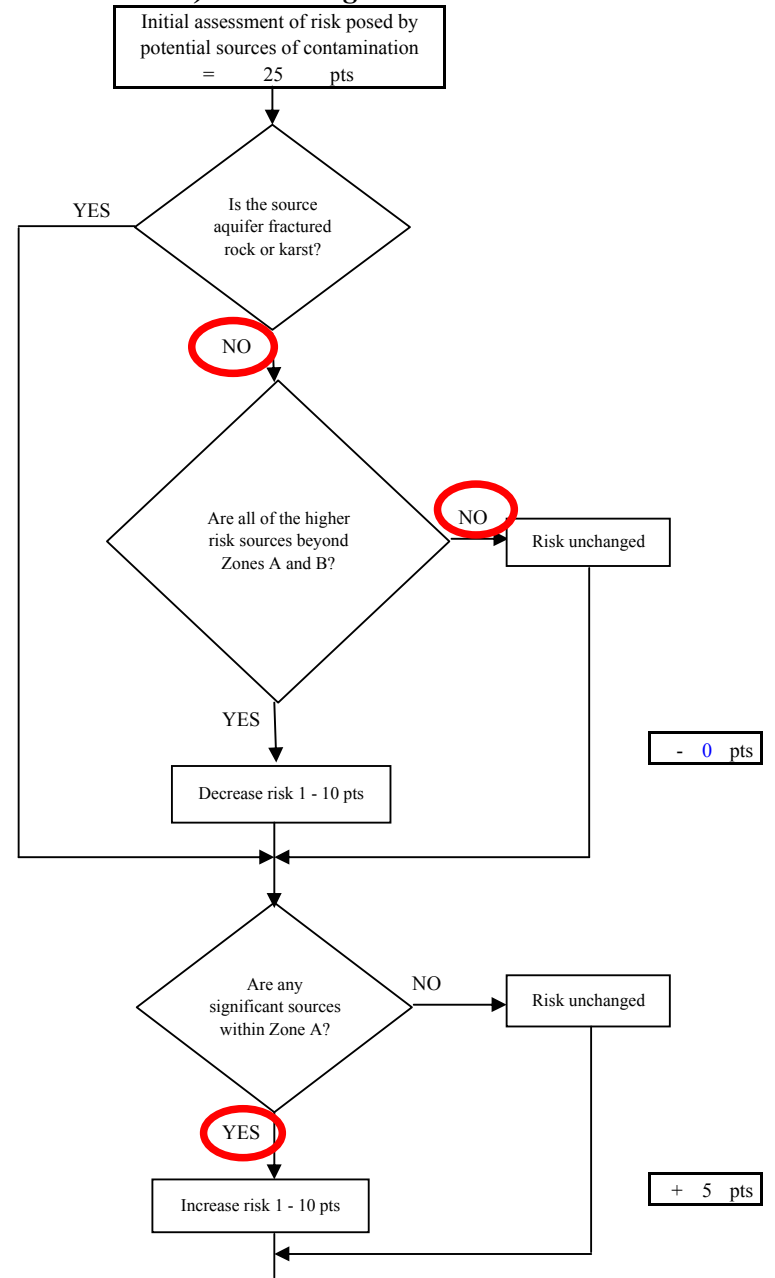 Initial assessment of risk posed by
potential sources of contamination
= 25 pts
YES
Is the source
aquifer fractured
rock or karst?
NO
Are all of the higher
risk sources beyond
Zones A and B?
NO
Risk unchanged
YES
- 0 pts
Decrease risk 1 - 10 pts
Are any
significant sources
within Zone A?
NO
Risk unchanged
YES
Increase risk 1 - 10 pts
+ 5 pts